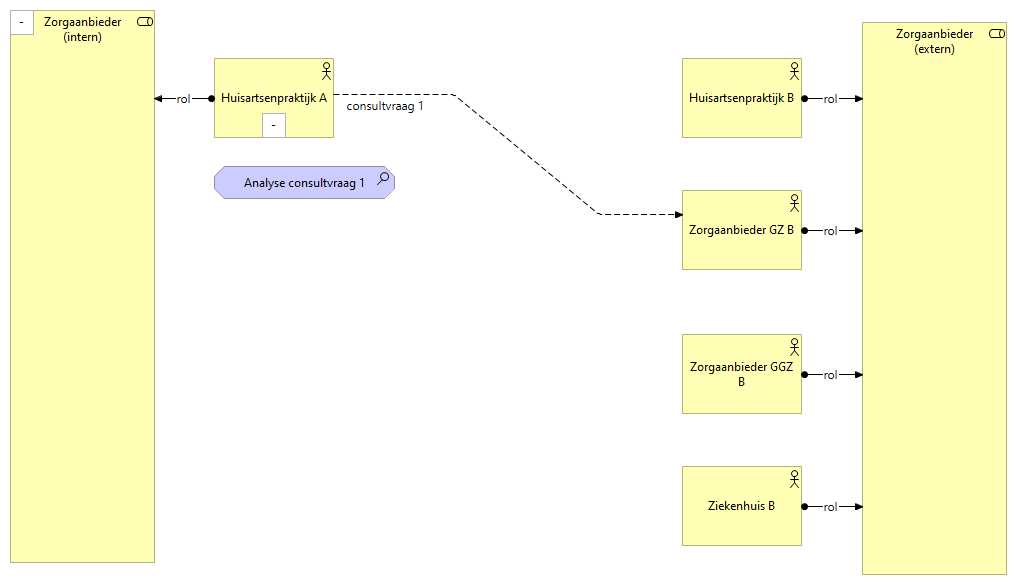 -
Zorgaanbieder
(intern)
rol
Huisartsenpraktijk A
-
consultvraag 1
Analyse consultvraag 1
Huisartsenpraktijk B
rol
Zorgaanbieder GZ B
rol
Zorgaanbieder GGZ
B
rol
Ziekenhuis B
rol
Zorgaanbieder
(extern)